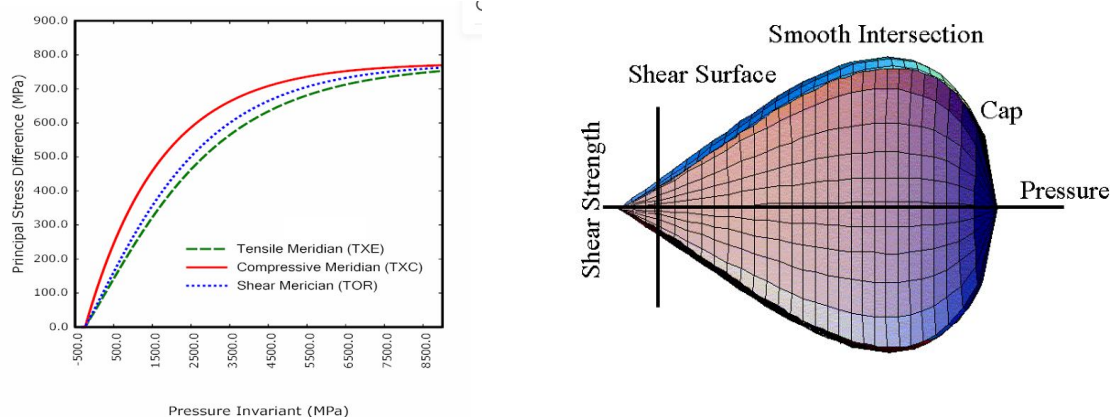 900.0
800.0
700.0
600.0
500.0
400.0
300.0
200.0
100.0
0.0
Principal Stress Difference (MPa)
Tensile Meridian (TXE)
Compressive Meridian (TXC)
Shear Merician (TOR)
-500.0
500.0
1500.0
2500.0
3500.0
4500.0
5500.0
6500.0
7500.0
8500.0
Pressure Invariant (MPa)
Smooth Intersection
Shear Surface
Cap
Pressure
Shear Strength